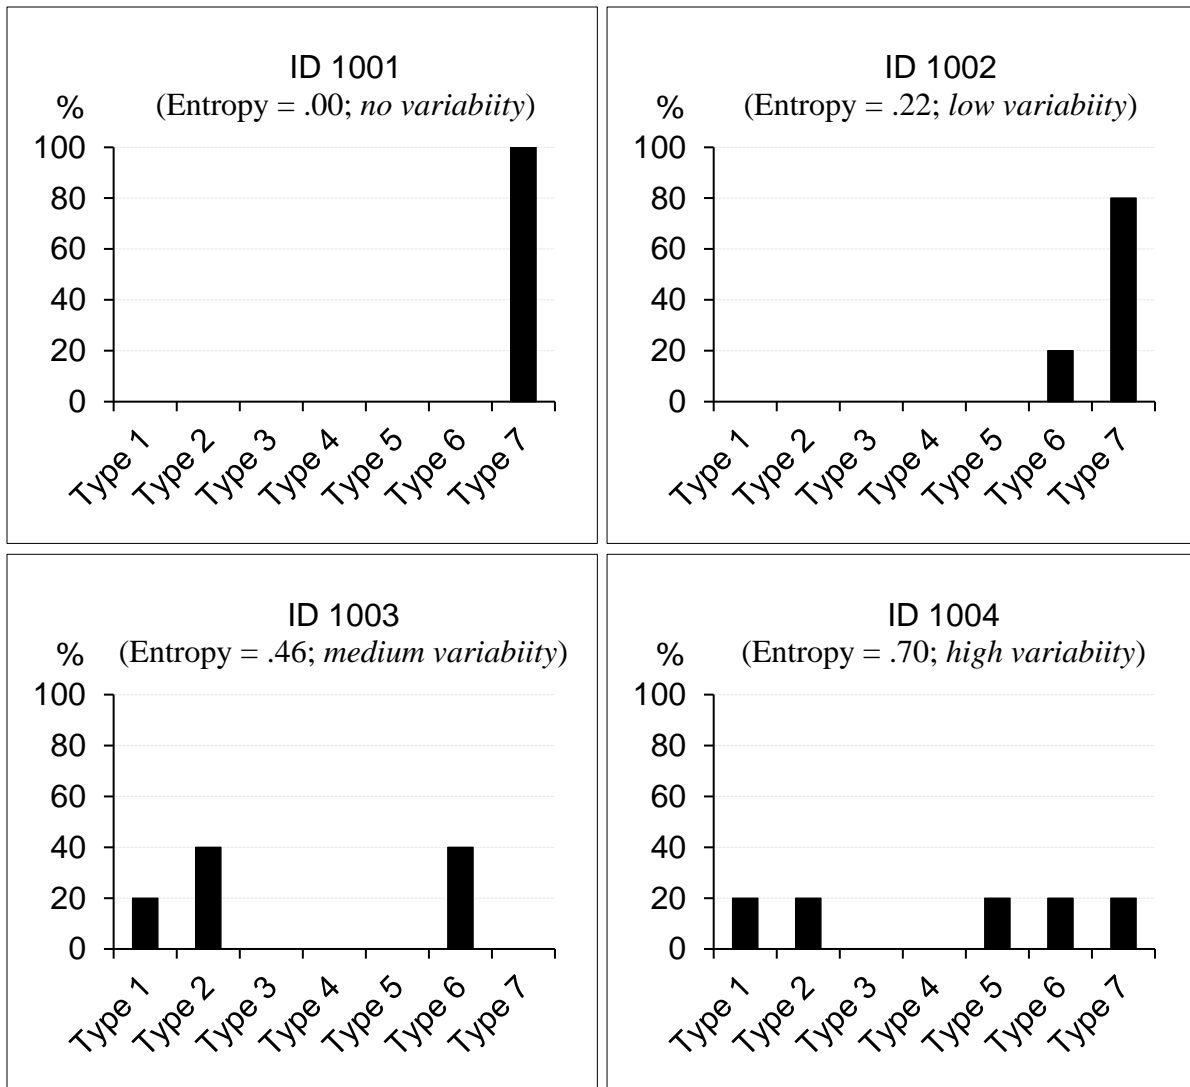 ID 1001
(Entropy = .00; no variabiity)
%
100
80
60
40
20
0
Type 1
Type 2
Type 3
Type 4
Type 5
Type 6
Type 7
ID 1002
(Entropy = .22; low variabiity)
%
100
80
60
40
20
0
Type 1
Type 2
Type 3
Type 4
Type 5
Type 6
Type 7
ID 1003
(Entropy = .46; medium variabiity)
%
100
80
60
40
20
0
Type 1
Type 2
Type 3
Type 4
Type 5
Type 6
Type 7
ID 1004
(Entropy = .70; high variabiity)
%
100
80
60
40
20
0
Type 1
Type 2
Type 3
Type 4
Type 5
Type 6
Type 7